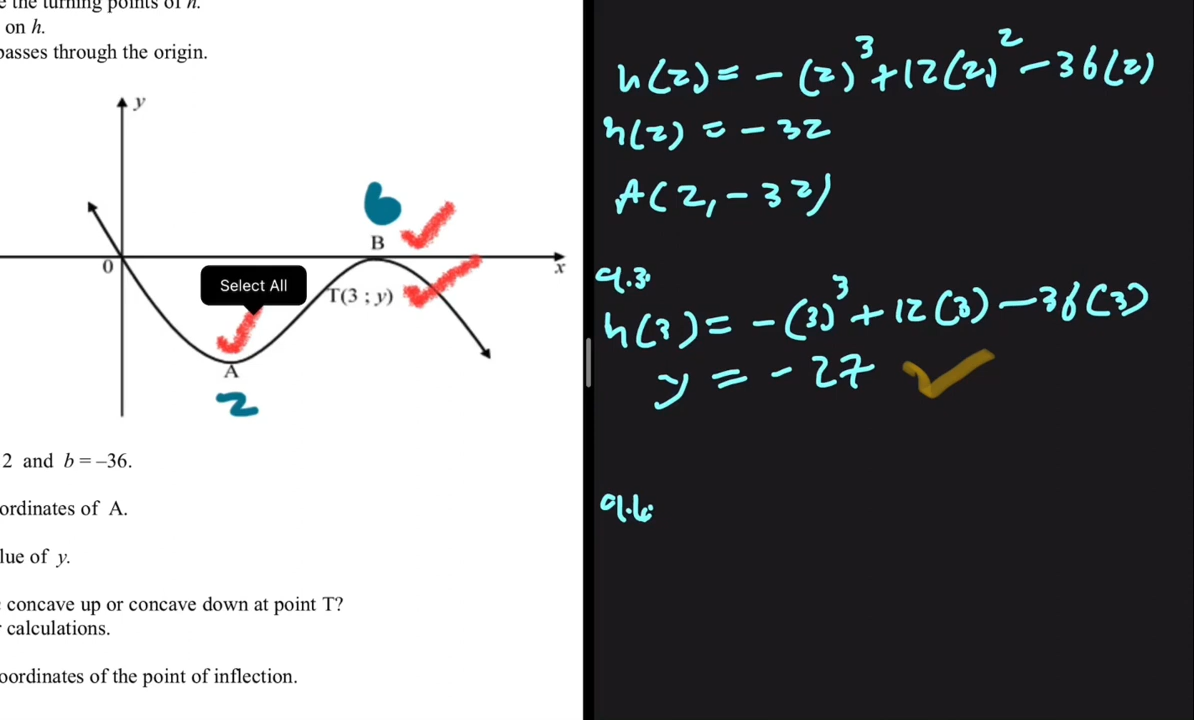 the turning points of h.
on h.
passes through the origin.
y
6
B
0
x
Select All
T(3 ; y)
A
2
2 and b = –36.
ordinates of A.
lue of y.
concave up or concave down at point T?
calculations.
oordinates of the point of inflection.
h(2) = - (2)³ + 12(2)² - 36(2)
h(2) = - 32
A(2, - 32)
9.3
h(3) = - (3)³ + 12(3) - 36(3)
y = - 27